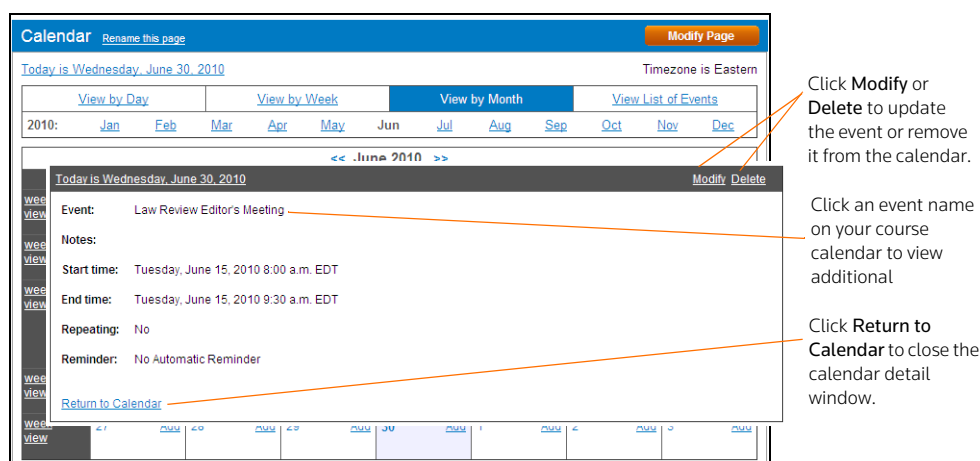 Calendar Rename this page Modify Page
Today is Wednesday, June 30, 2010 Timezone is Eastern
View by Day View by Week View by Month View List of Events
2010: Jan Feb Mar Apr May Jun Jul Aug Sep Oct Nov Dec
<< June 2010 >>
Today is Wednesday, June 30, 2010 Modify Delete
Event: Law Review Editor's Meeting
Notes:
Start time: Tuesday, June 15, 2010 8:00 a.m. EDT
End time: Tuesday, June 15, 2010 9:30 a.m. EDT
Repeating: No
Reminder: No Automatic Reminder
Return to Calendar
view
view
view
view
view
27 Add 28 Add 29 Add 30 Add 1 Add 2 Add 3 Add
Click Modify or
Delete to update
the event or remove
it from the calendar.
Click an event name
on your course
calendar to view
additional
Click Return to
Calendar to close the
calendar detail
window.